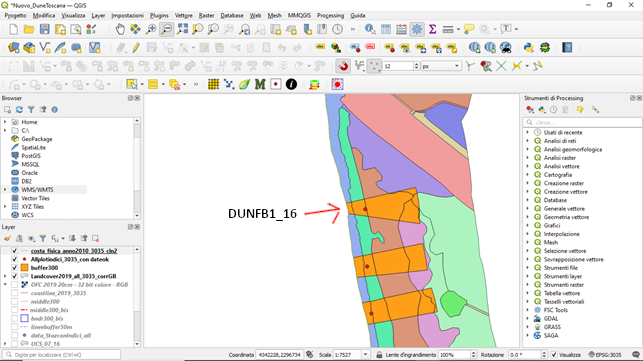 *Nuovo_DuneToscana — QGIS
Progetto Modifica Visualizza Layer Impostazioni Plugins Vettore Raster Database Web Mesh MMQGIS Processing Guida
12 px
Browser
Home
C:\
GeoPackage
SpatiaLite
PostGIS
MSSQL
Oracle
DB2
WMS/WMTS
Vector Tiles
XYZ Tiles
WCS
Layer
costa_fisica_anno2010_3035_clin2
Allplotindici_3035_con dateok
buffer300
Landcover2019_all_3035_corrGB
OFC 2019 20cm - 32 bit colore - RGB
coastline_2019_3035
middle300
middle300_bis
bndr300_bis
lineebuffer50m
data_StazconIndici_all
UCS_07_16
DUNFB1_16
Strumenti di Processing
Cerca...
Usati di recente
Analisi di reti
Analisi geomorfologica
Analisi raster
Analisi vettore
Cartografia
Creazione raster
Creazione vettore
Database
Generale vettore
Geometria vettore
Grafici
Interpolazione
Mesh
Selezione vettore
Sovrapposizione vettore
Strumenti file
Strumenti layer
Strumenti raster
Tabella vettore
Tasselli vettoriali
FSC Tools
GDAL
GRASS
SAGA
Digita per localizzare (Ctrl+K) Coordinata 4342228,2296734 Scala 1:7527 Lente d'ingrandimento 100% Rotazione 0.0 ° Visualizza EPSG:3035